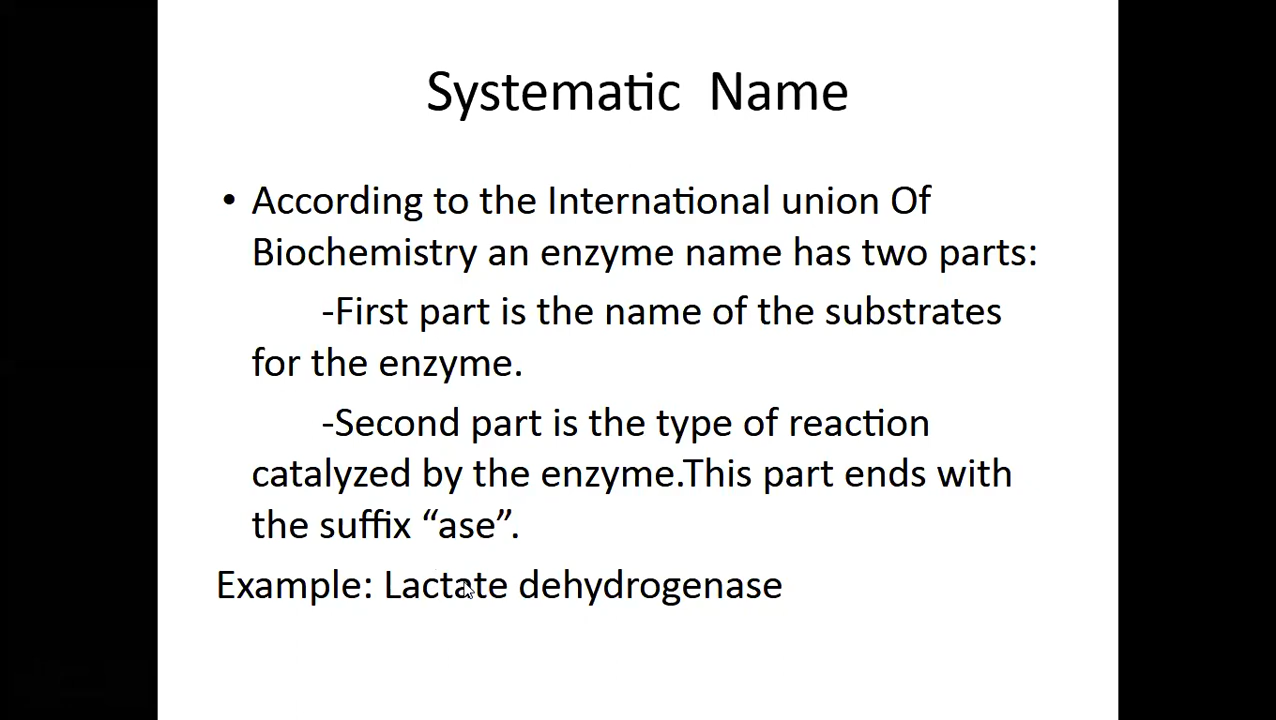 Systematic Name
• According to the International union Of
Biochemistry an enzyme name has two parts:
-First part is the name of the substrates
for the enzyme.
-Second part is the type of reaction
catalyzed by the enzyme.This part ends with
the suffix “ase”.
Example: Lactate dehydrogenase